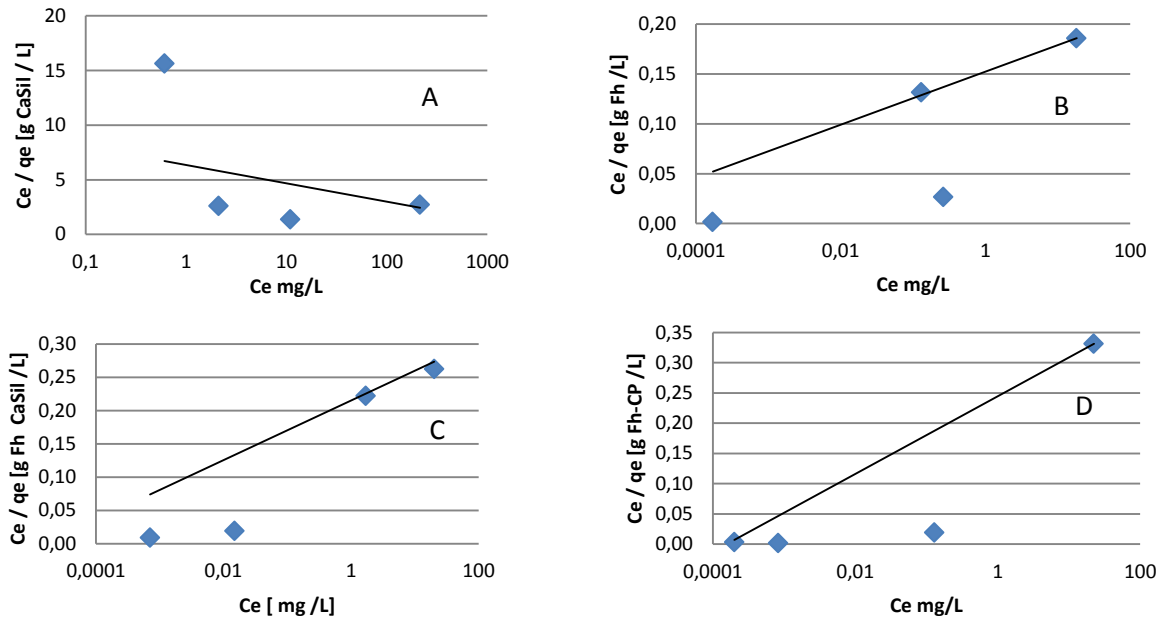 20
15
10
5
0
0,1 1 10 100 1000
Ce / qe [g CaSil / L]
Ce mg/L
A
0,20
0,15
0,10
0,05
0,00
0,0001 0,01 1 100
Ce / qe [g Fh /L]
Ce mg/L
B
0,30
0,25
0,20
0,15
0,10
0,05
0,00
0,0001 0,01 1 100
Ce / qe [g Fh CaSil /L]
Ce [ mg /L]
C
0,35
0,30
0,25
0,20
0,15
0,10
0,05
0,00
0,0001 0,01 1 100
Ce / qe [g Fh-CP /L]
Ce mg/L
D